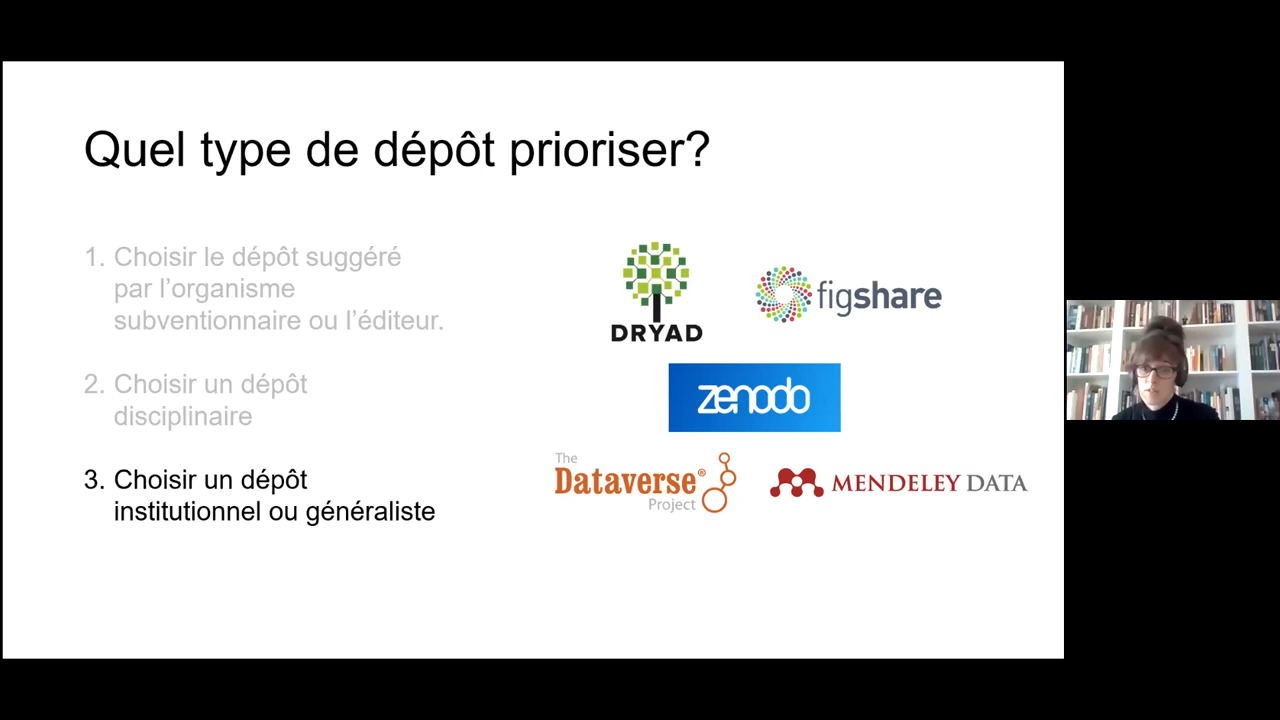 Quel type de dépôt prioriser?
1. Choisir le dépôt suggéré
par l’organisme
subventionnaire ou l’éditeur.
2. Choisir un dépôt
disciplinaire
3. Choisir un dépôt
institutionnel ou généraliste
DRYAD
figshare
zenodo
The
Dataverse®
Project
MENDELEY DATA